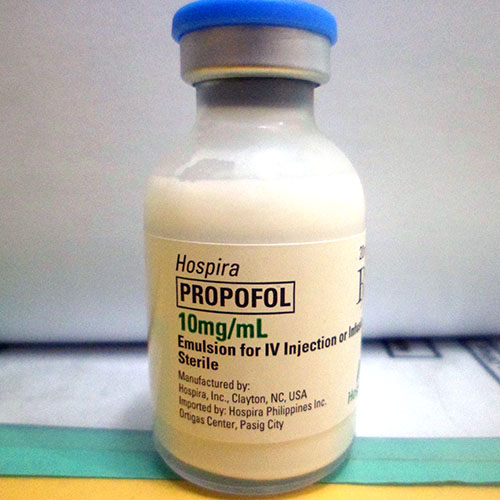 Hospira
PROPOFOL
10mg/mL
Emulsion for IV Injection or
Sterile
Manufactured by:
Hospira, Inc., Clayton, NC, USA
Imported by: Hospira Philippines Inc.
Ortigas Center, Pasig City